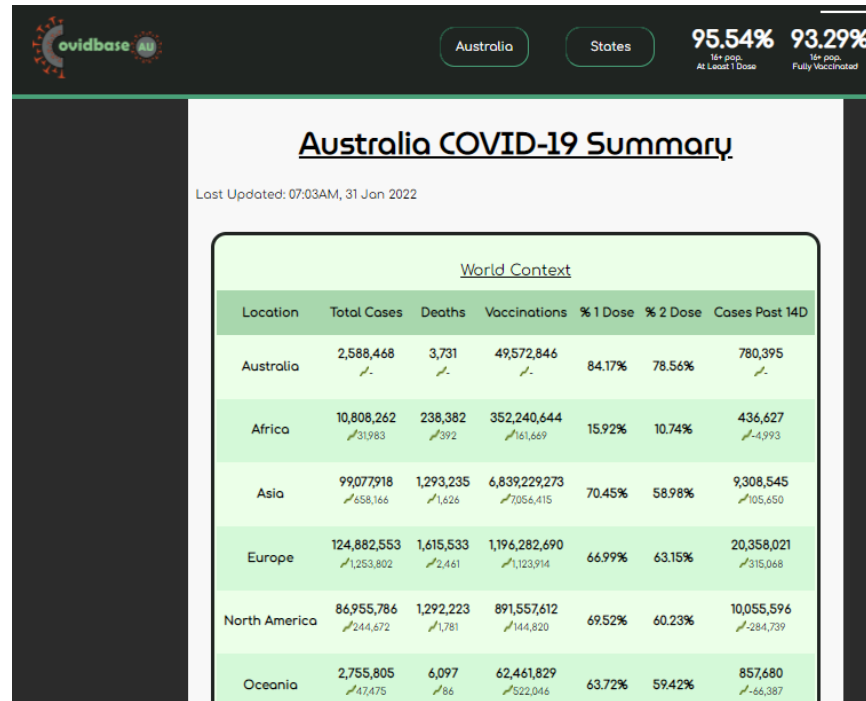 ovidbase AU
Australia
States
95.54%
16+ pop.
At Least 1 Dose
93.29%
16+ pop.
Fully Vaccinated
Australia COVID-19 Summary
Last Updated: 07:03AM, 31 Jan 2022
World Context
Location Total Cases Deaths Vaccinations % 1 Dose % 2 Dose Cases Past 14D
Australia 2,588,468 3,731 49,572,846 84.17% 78.56% 780,395
- - - -
Africa 10,808,262 238,382 352,240,644 15.92% 10.74% 436,627
31,983 392 161,669 -4,993
Asia 99,077,918 1,293,235 6,839,229,273 70.45% 58.98% 9,308,545
658,166 1,626 7,056,415 105,650
Europe 124,882,553 1,615,533 1,196,282,690 66.99% 63.15% 20,358,021
1,253,802 2,461 1,123,914 315,068
North America 86,955,786 1,292,223 891,557,612 69.52% 60.23% 10,055,596
244,672 1,781 144,820 -284,739
Oceania 2,755,805 6,097 62,461,829 63.72% 59.42% 857,680
47,475 86 522,046 -66,387